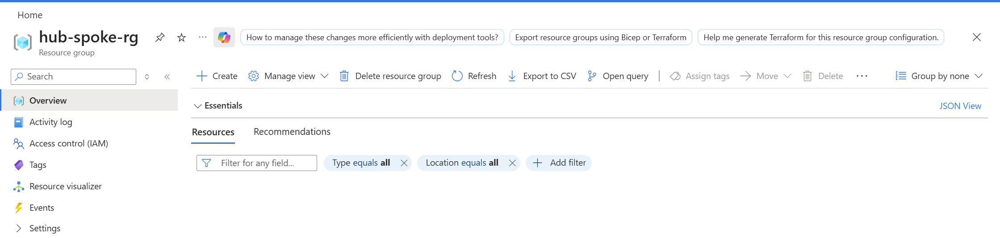 Home
hub-spoke-rg
How to manage these changes more efficiently with deployment tools?
Export resource groups using Bicep or Terraform
Help me generate Terraform for this resource group configuration.
Resource group
Search
Create
Manage view
Delete resource group
Refresh
Export to CSV
Open query
Assign tags
Move
Delete
Group by none
Overview
Activity log
Access control (IAM)
Tags
Resource visualizer
Events
Settings
Essentials
JSON View
Resources
Recommendations
Filter for any field...
Type equals all
Location equals all
Add filter